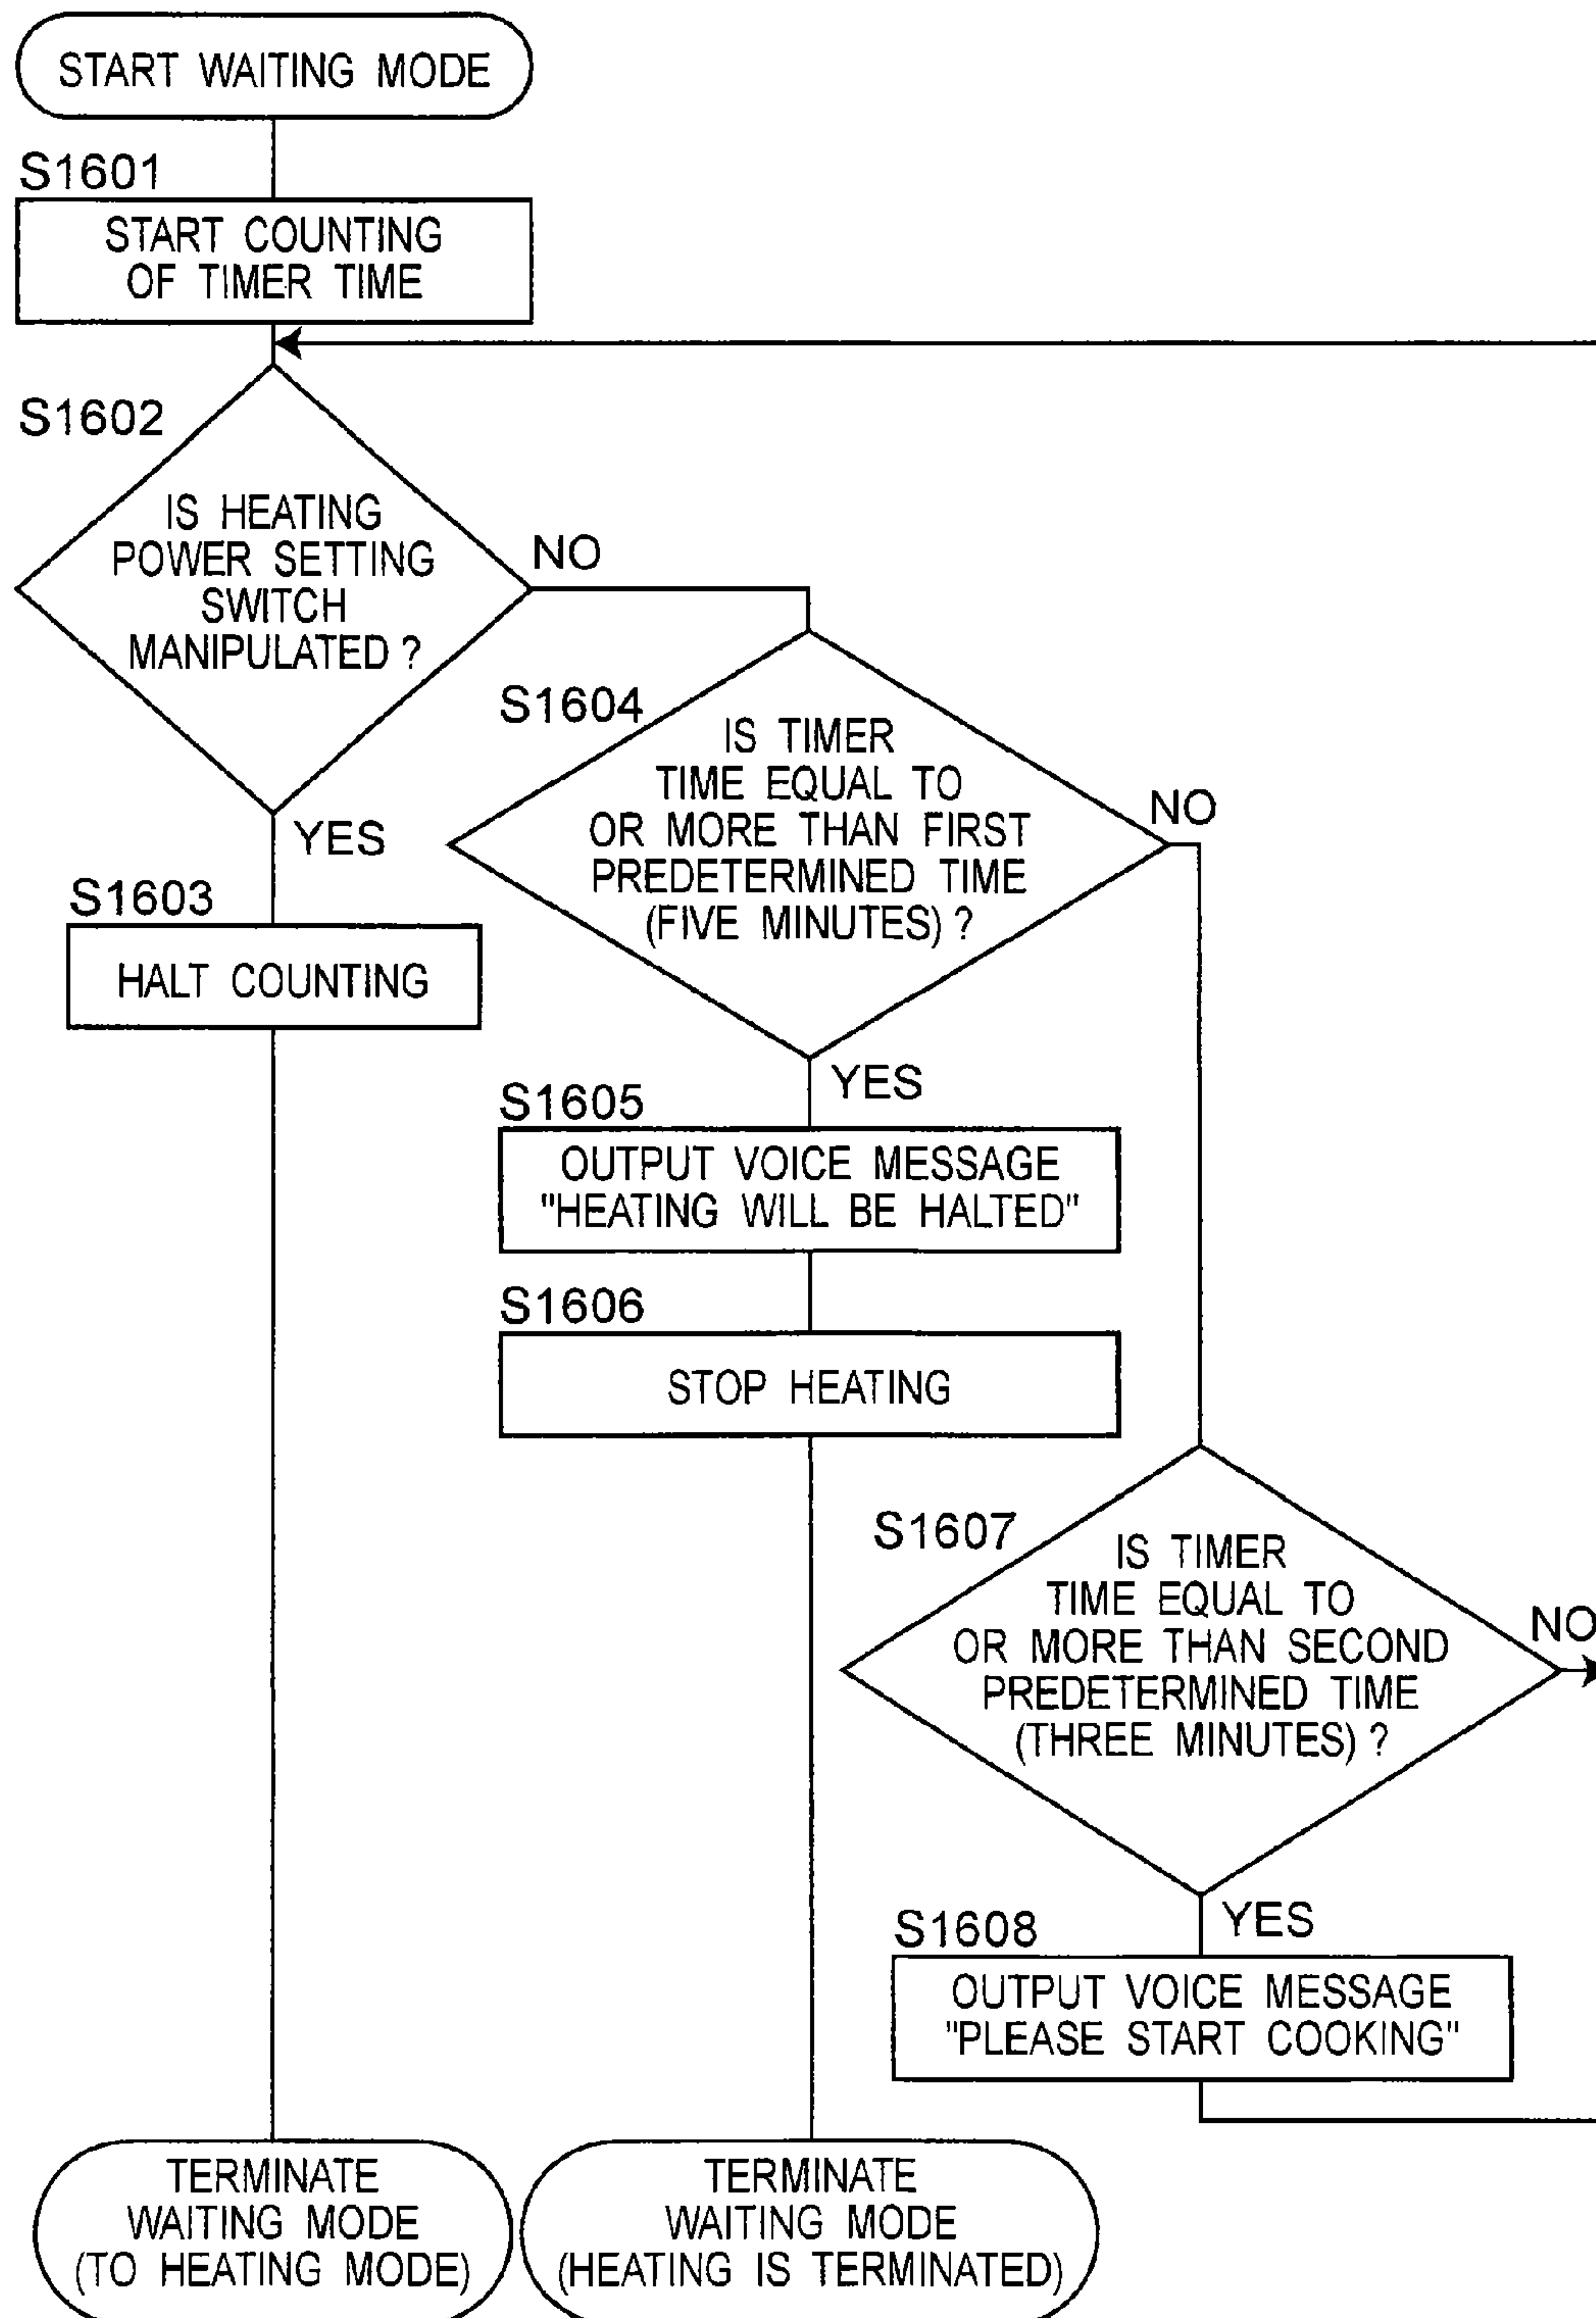 START WAITING MODE
S1601
START COUNTING
OF TIMER TIME
S1602
IS HEATING
POWER SETTING
SWITCH
MANIPULATED ?
NO
YES
S1603
HALT COUNTING
S1604
IS TIMER
TIME EQUAL TO
OR MORE THAN FIRST
PREDETERMINED TIME
(FIVE MINUTES) ?
NO
YES
S1605
OUTPUT VOICE MESSAGE
"HEATING WILL BE HALTED"
S1606
STOP HEATING
S1607
IS TIMER
TIME EQUAL TO
OR MORE THAN SECOND
PREDETERMINED TIME
(THREE MINUTES) ?
NO
YES
S1608
OUTPUT VOICE MESSAGE
"PLEASE START COOKING"
TERMINATE
WAITING MODE
(TO HEATING MODE)
TERMINATE
WAITING MODE
(HEATING IS TERMINATED)